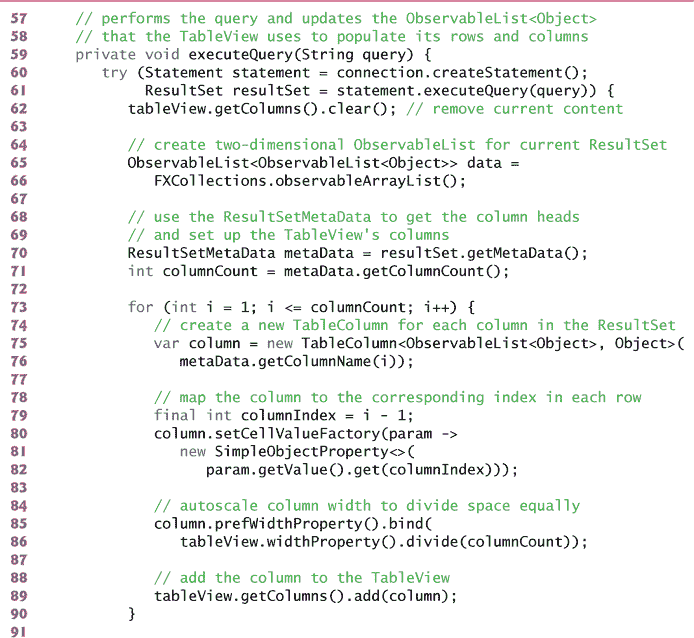 57 // performs the query and updates the ObservableList<Object>
58 // that the TableView uses to populate its rows and columns
59 private void executeQuery(String query) {
60 try (Statement statement = connection.createStatement();
61 ResultSet resultSet = statement.executeQuery(query)) {
62 tableView.getColumns().clear(); // remove current content
63
64 // create two-dimensional ObservableList for current ResultSet
65 ObservableList<ObservableList<Object>> data =
66 FXCollections.observableArrayList();
67
68 // use the ResultSetMetaData to get the column heads
69 // and set up the TableView's columns
70 ResultSetMetaData metaData = resultSet.getMetaData();
71 int columnCount = metaData.getColumnCount();
72
73 for (int i = 1; i <= columnCount; i++) {
74 // create a new TableColumn for each column in the ResultSet
75 var column = new TableColumn<ObservableList<Object>, Object>(
76 metaData.getColumnName(i));
77
78 // map the column to the corresponding index in each row
79 final int columnIndex = i - 1;
80 column.setCellValueFactory(param ->
81 new SimpleObjectProperty<>(
82 param.getValue().get(columnIndex)));
83
84 // autoscale column width to divide space equally
85 column.prefWidthProperty().bind(
86 tableView.widthProperty().divide(columnCount));
87
88 // add the column to the TableView
89 tableView.getColumns().add(column);
90 }
91